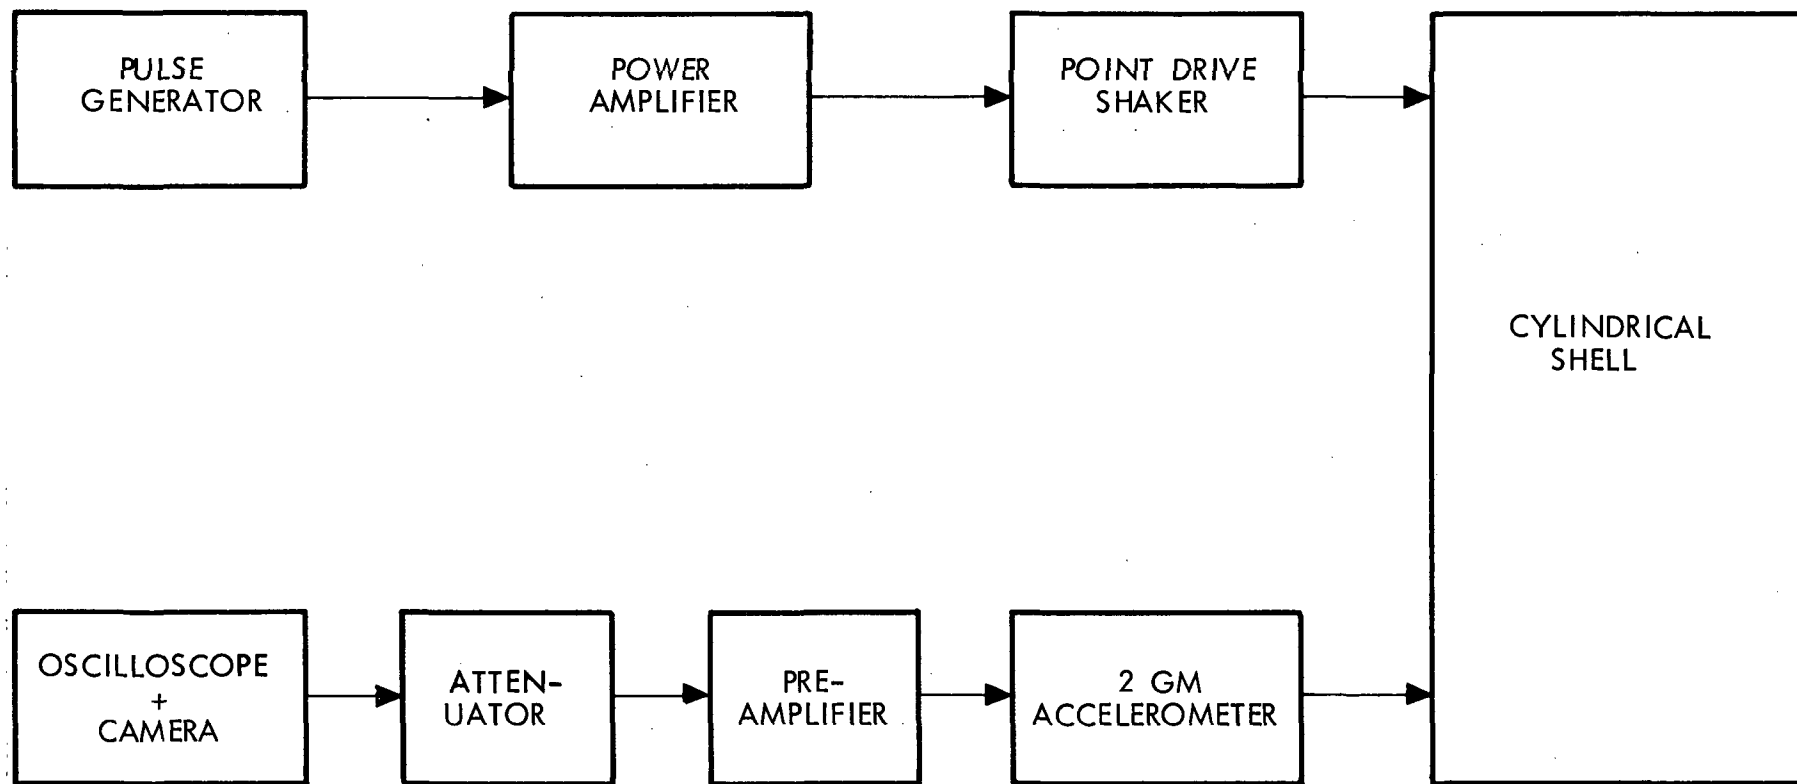 PULSE
GENERATOR
POWER
AMPLIFIER
POINT DRIVE
SHAKER
CYLINDRICAL
SHELL
OSCILLOSCOPE
+
CAMERA
ATTEN-
UATOR
PRE-
AMPLIFIER
2 GM
ACCELEROMETER